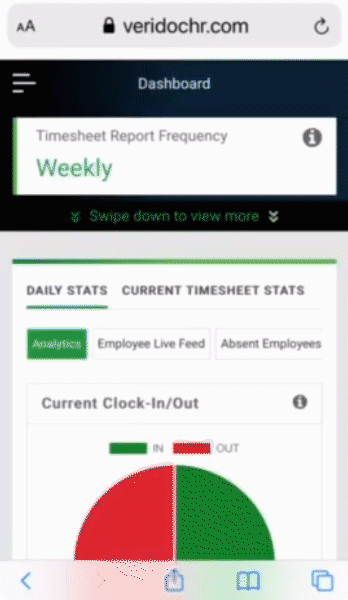 AA veridochr.com
Dashboard
Timesheet Report Frequency
Weekly
Swipe down to view more
DAILY STATS CURRENT TIMESHEET STATS
Analytics Employee Live Feed Absent Employees
Current Clock-In/Out
IN OUT